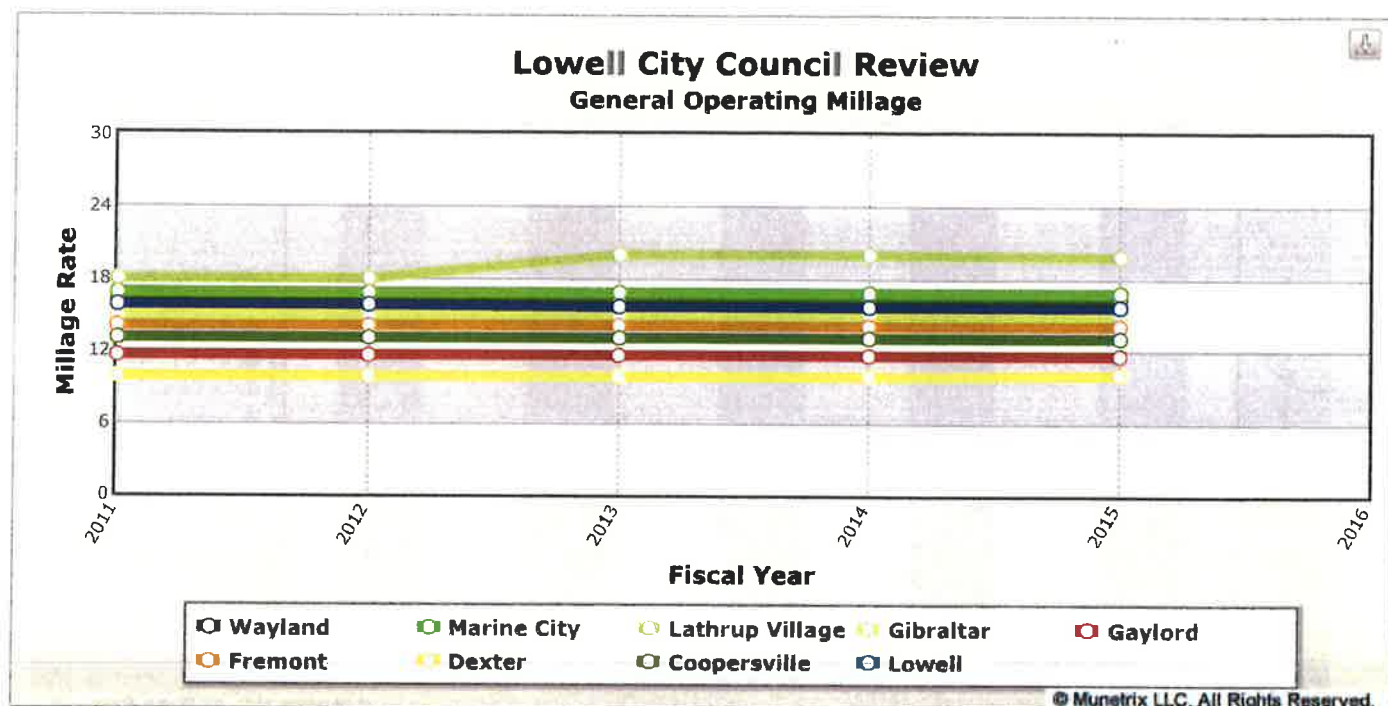 Lowell City Council Review
General Operating Millage
30
24
18
12
6
0
Millage Rate
2011
2012
2013
2014
2015
2016
Fiscal Year
Wayland Marine City Lathrup Village Gibraltar Gaylord
Fremont Dexter Coopersville Lowell
© Munetrix LLC. All Rights Reserved.